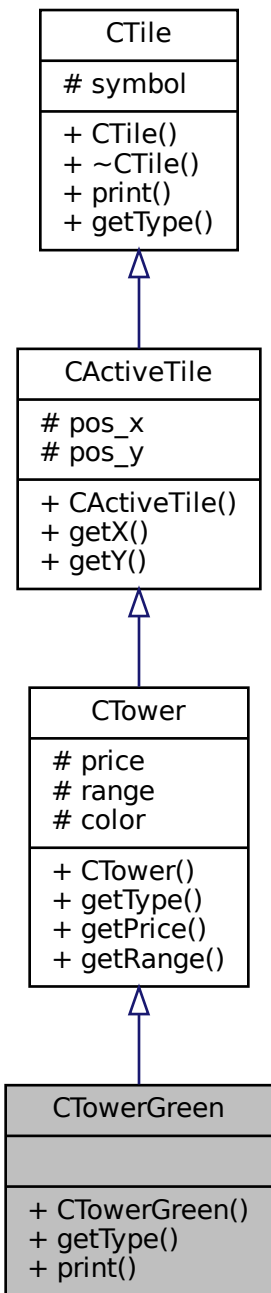 CTile
# symbol
+ CTile()
+ ~CTile()
+ print()
+ getType()
CActiveTile
# pos_x
# pos_y
+ CActiveTile()
+ getX()
+ getY()
CTower
# price
# range
# color
+ CTower()
+ getType()
+ getPrice()
+ getRange()
CTowerGreen
+ CTowerGreen()
+ getType()
+ print()